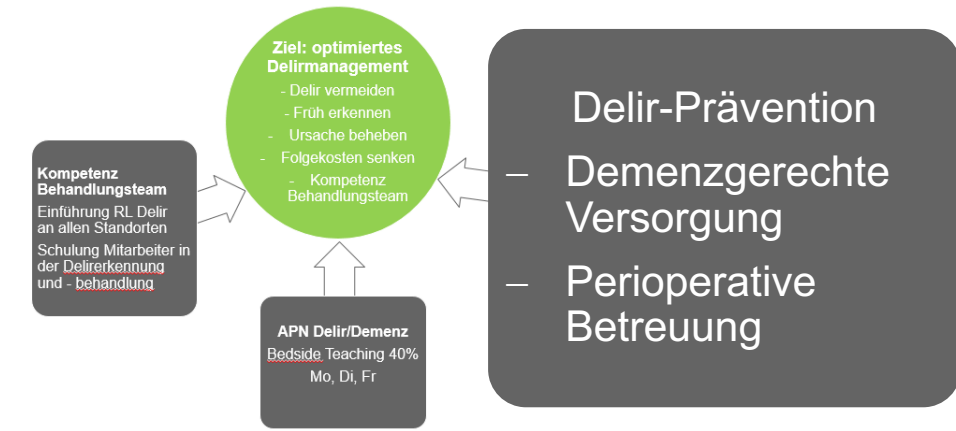 Ziel: optimiertes
Delirmanagement
- Delir vermeiden
- Früh erkennen
- Ursache beheben
- Folgekosten senken
- Kompetenz
Behandlungsteam
Kompetenz
Behandlungsteam
Einführung RL Delir
an allen Standorten
Schulung Mitarbeiter in
der Delirerkennung
und - behandlung
APN Delir/Demenz
Bedside Teaching 40%
Mo, Di, Fr
Delir-Prävention
– Demenzgerechte
Versorgung
– Perioperative
Betreuung